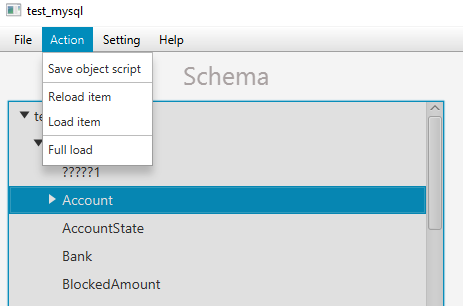 test_mysql
File Action Setting Help
Save object script
Reload item
Load item
Full load
Schema
?????1
Account
AccountState
Bank
BlockedAmount